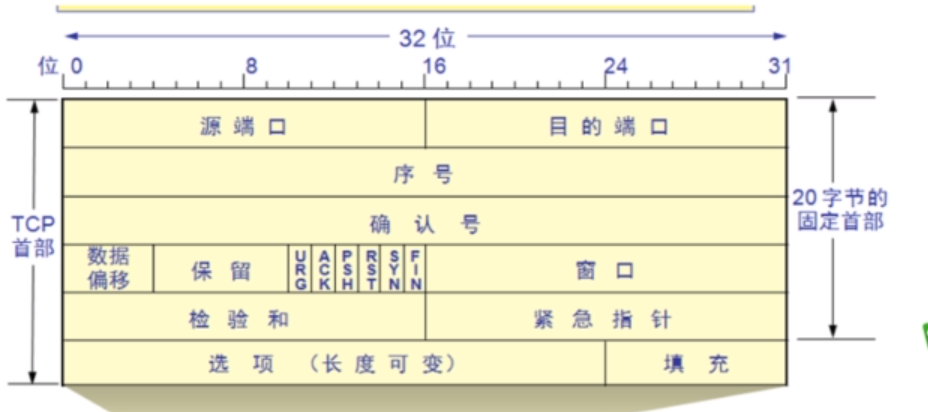 32 位
位 0 8 16 24 31
源 端 口 目 的 端 口
序 号
TCP
首部
确 认 号
20 字节的
固定首部
数据
偏移
保 留
URG
ACK
PSH
RST
SYN
FIN
窗 口
检 验 和 紧 急 指 针
选 项 （长 度 可 变） 填 充